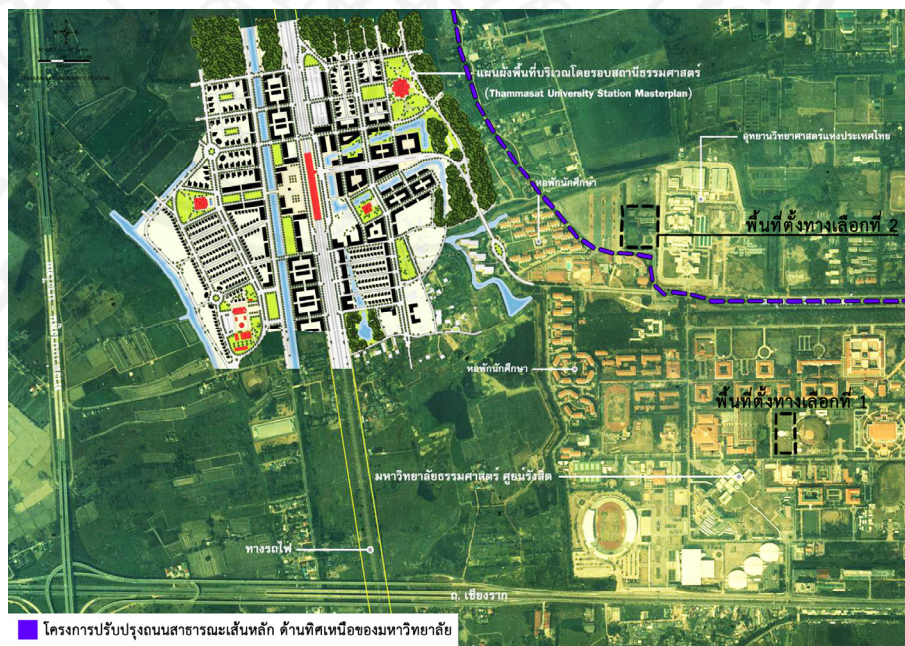 THAMMASAT UNIVERSITY STATION
แผนผังพื้นที่บริเวณโดยรอบสถานีธรรมศาสตร์
(Thammasat University Station Masterplan)
อุทยานวิทยาศาสตร์แห่งประเทศไทย
หอพักนักศึกษา
พื้นที่ตั้งทางเลือกที่ 2
หอพักนักศึกษา
พื้นที่ตั้งทางเลือกที่ 1
มหาวิทยาลัยธรรมศาสตร์ ศูนย์รังสิต
ทางรถไฟ
ถ. เชียงราก
โครงการปรับปรุงถนนสาธารณะเส้นหลัก ด้านทิศเหนือของมหาวิทยาลัย